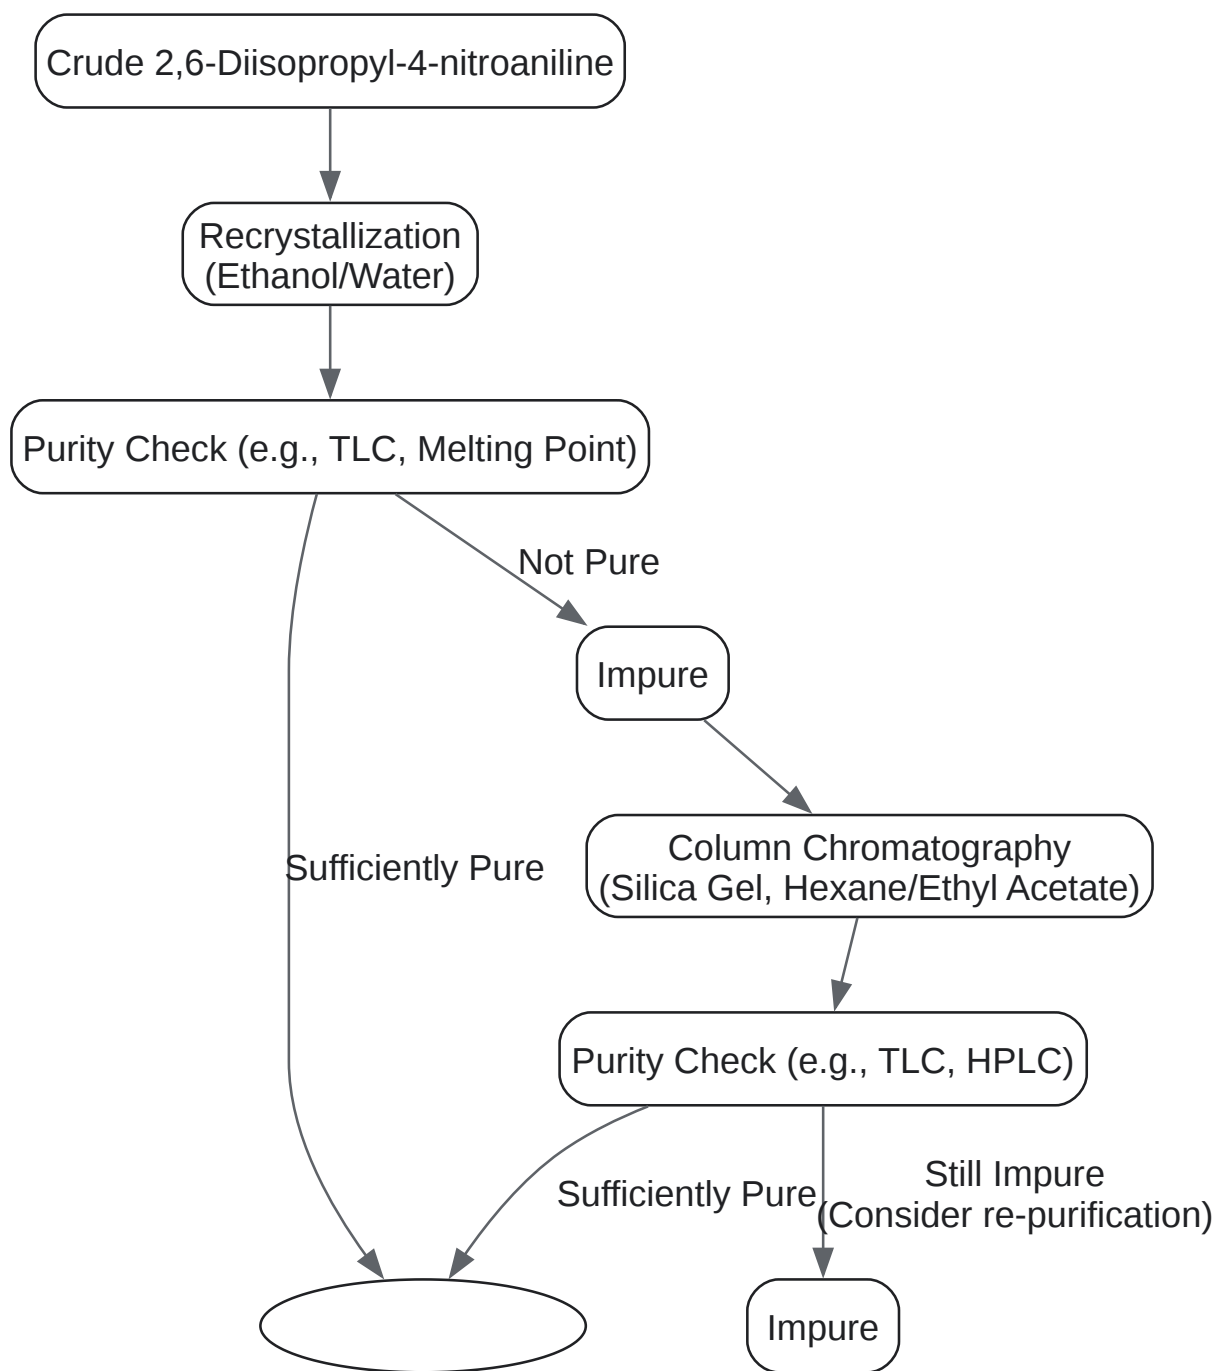 Crude 2,6-Diisopropyl-4-nitroaniline
Recrystallization
(Ethanol/Water)
Purity Check (e.g., TLC, Melting Point)
Not Pure
Impure
Sufficiently Pure
Column Chromatography
(Silica Gel, Hexane/Ethyl Acetate)
Purity Check (e.g., TLC, HPLC)
Sufficiently Pure
Still Impure
(Consider re-purification)
Impure